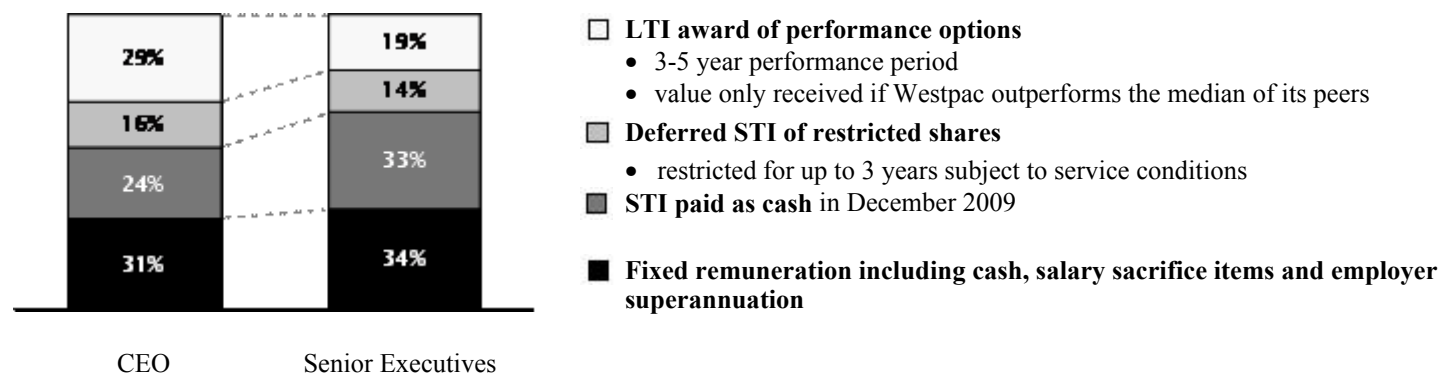 29%
16%
24%
31%
19%
14%
33%
34%
CEO
Senior Executives
LTI award of performance options
• 3-5 year performance period
• value only received if Westpac outperforms the median of its peers
Deferred STI of restricted shares
• restricted for up to 3 years subject to service conditions
STI paid as cash in December 2009
Fixed remuneration including cash, salary sacrifice items and employer
superannuation